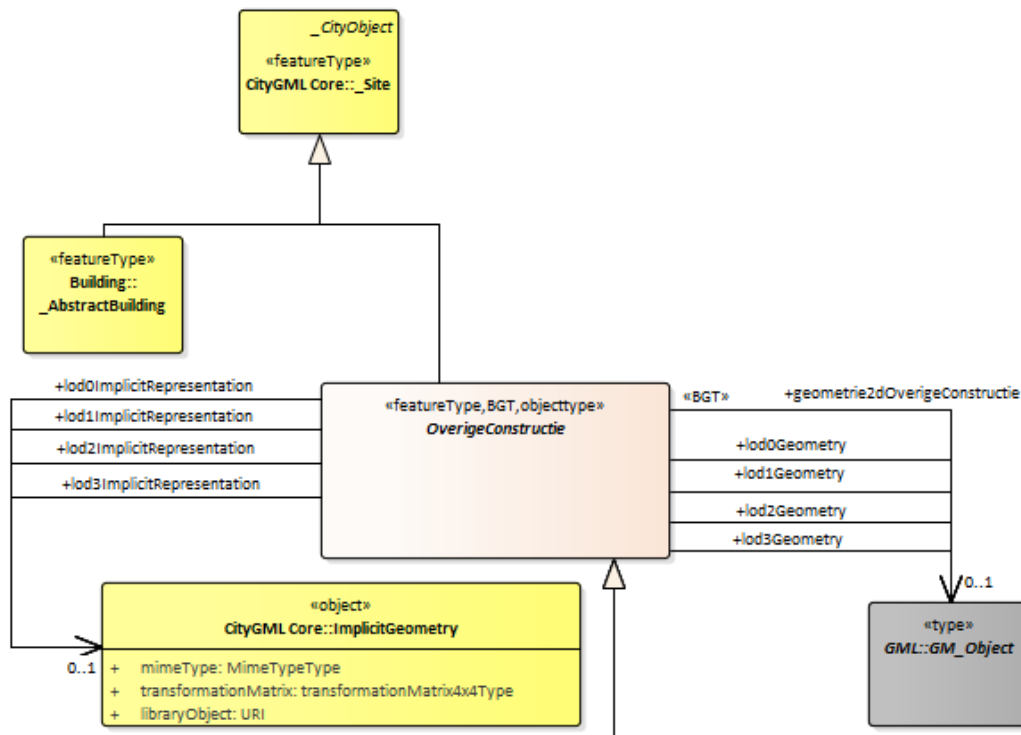 _CityObject
«featureType»
CityGML Core::_Site
«featureType»
Building::
_AbstractBuilding
+lod0ImplicitRepresentation
+lod1ImplicitRepresentation
+lod2ImplicitRepresentation
+lod3ImplicitRepresentation
«featureType,BGT,objecttype»
OverigeConstructie
«BGT»
+geometrie2dOverigeConstructie
+lod0Geometry
+lod1Geometry
+lod2Geometry
+lod3Geometry
0..1
«object»
CityGML Core::ImplicitGeometry
0..1
+ mimeType: MimeTypeType
+ transformationMatrix: transformationMatrix4x4Type
+ libraryObject: URI
«type»
GML::GM_Object